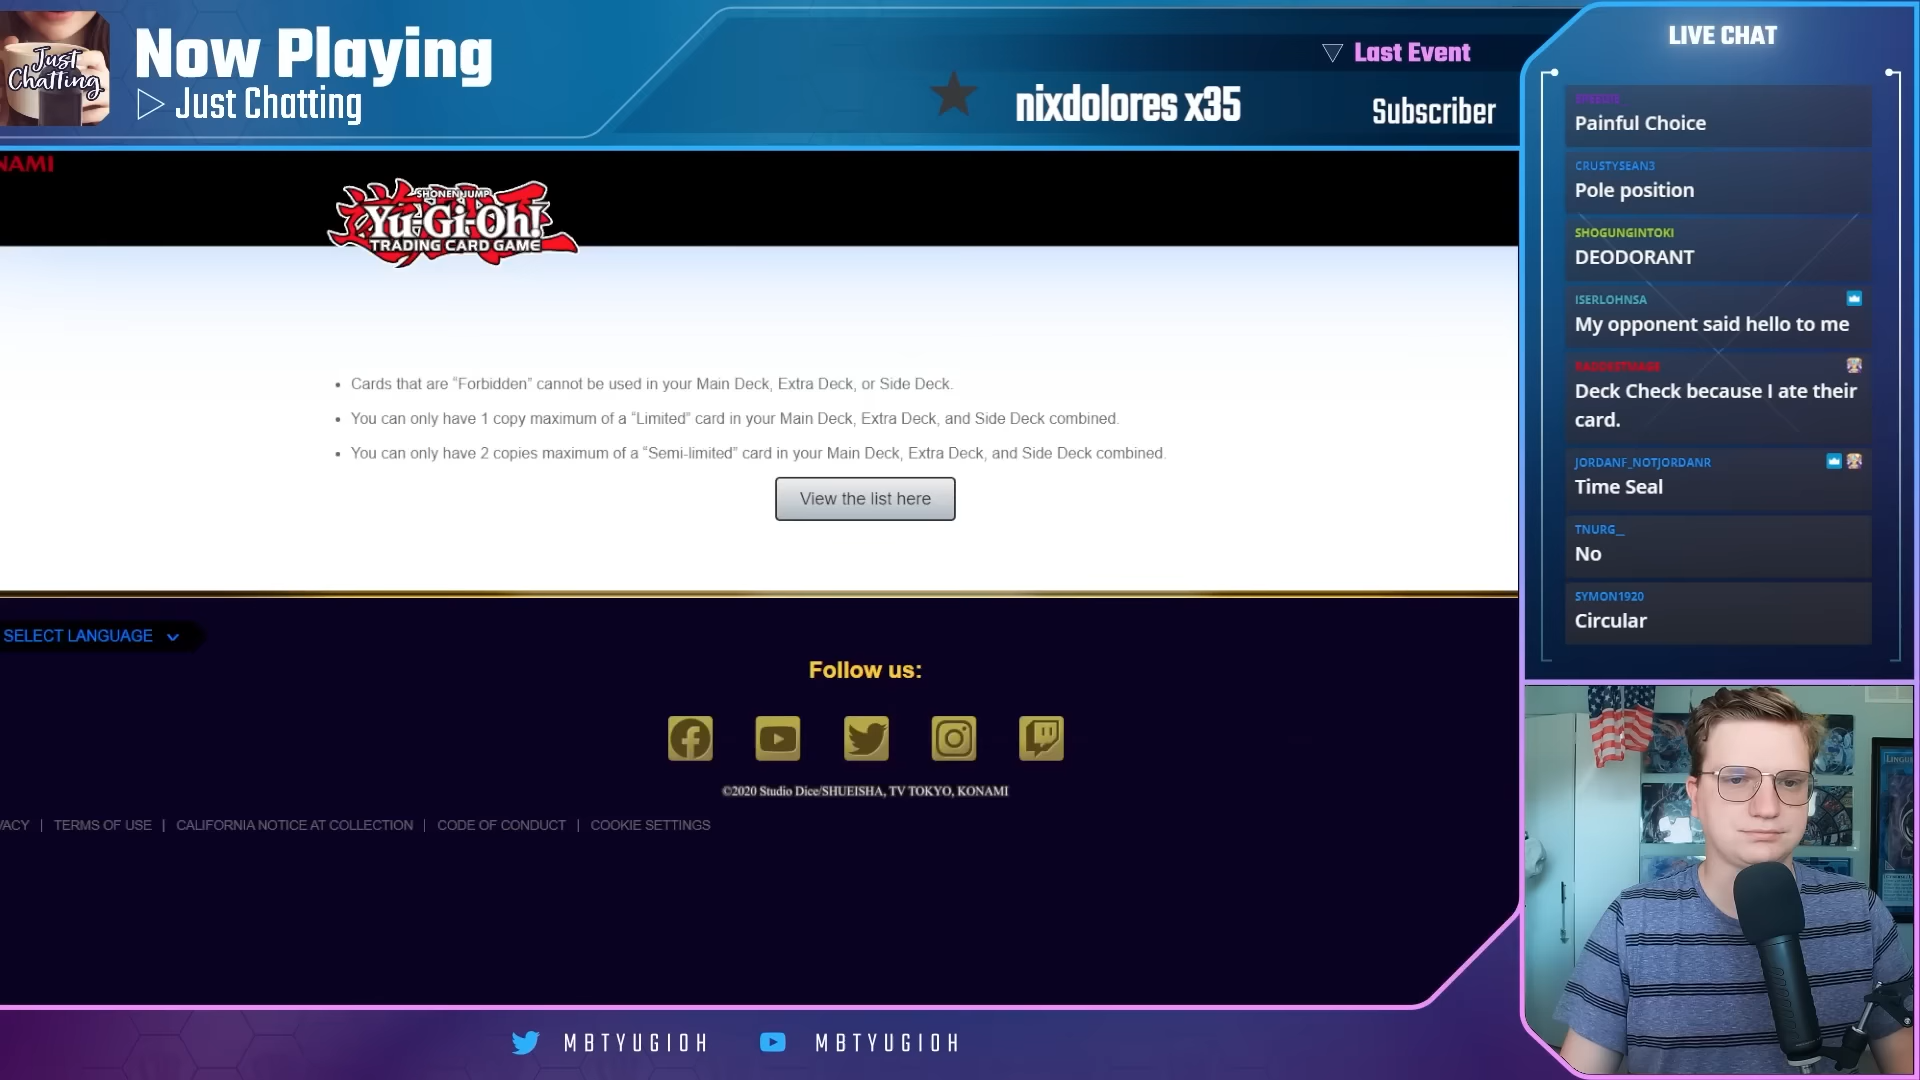 Just
Chatting
Now Playing
Just Chatting
Last Event
nixdolores x35
Subscriber
LIVE CHAT
Painful Choice
CRUSTYSEAN3
Pole position
SHOGUNGINTOKI
DEODORANT
ISERLOHNSA
My opponent said hello to me
Deck Check because I ate their
card.
JORDANF_NOTJORDANR
Time Seal
TNURG__
No
SYMON1920
Circular
NAMI
SHONEN JUMP
Yu-Gi-Oh!
TRADING CARD GAME
• Cards that are “Forbidden” cannot be used in your Main Deck, Extra Deck, or Side Deck.
• You can only have 1 copy maximum of a “Limited” card in your Main Deck, Extra Deck, and Side Deck combined.
• You can only have 2 copies maximum of a “Semi-limited” card in your Main Deck, Extra Deck, and Side Deck combined.
View the list here
SELECT LANGUAGE
Follow us:
©2020 Studio Dice/SHUEISHA, TV TOKYO, KONAMI
VACY | TERMS OF USE | CALIFORNIA NOTICE AT COLLECTION | CODE OF CONDUCT | COOKIE SETTINGS
MBTYUGIOH
MBTYUGIOH